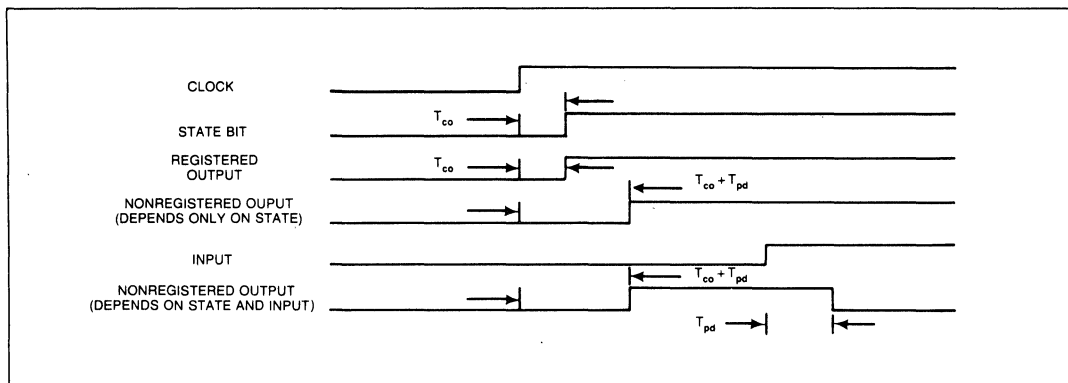 CLOCK
T_co
STATE BIT
REGISTERED
OUTPUT
T_co
T_co + T_pd
NONREGISTERED OUPUT
(DEPENDS ONLY ON STATE)
INPUT
T_co + T_pd
NONREGISTERED OUTPUT
(DEPENDS ON STATE AND INPUT)
T_pd